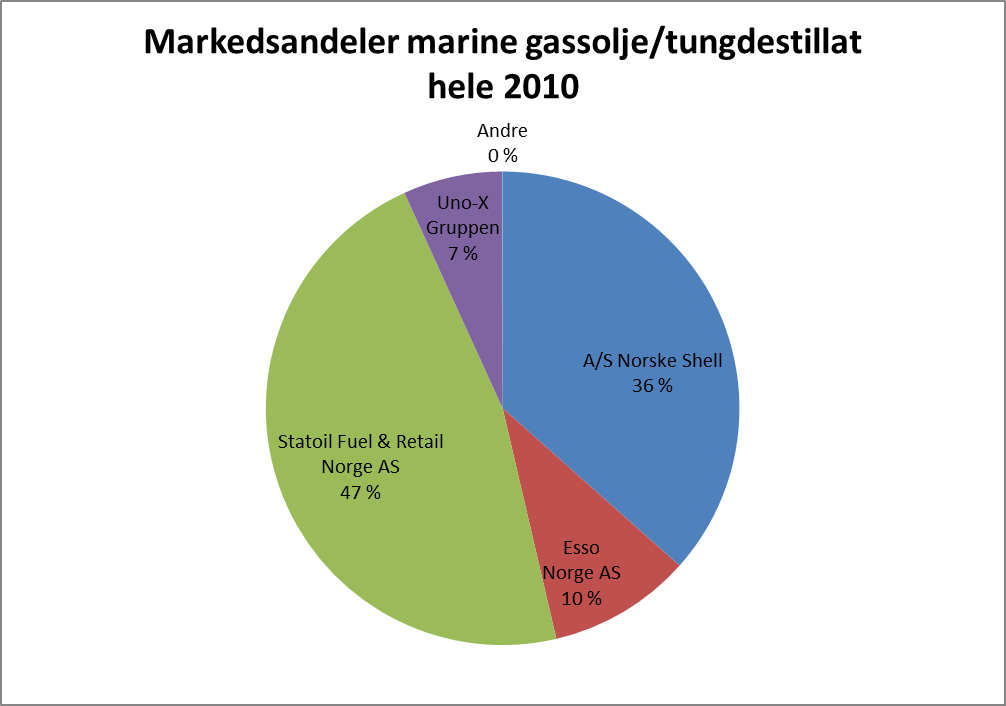 Markedsandeler marine gassolje/tungdestillat
hele 2010
Andre
0 %
Uno-X
Gruppen
7 %
A/S Norske Shell
36 %
Statoil Fuel & Retail
Norge AS
47 %
Esso
Norge AS
10 %